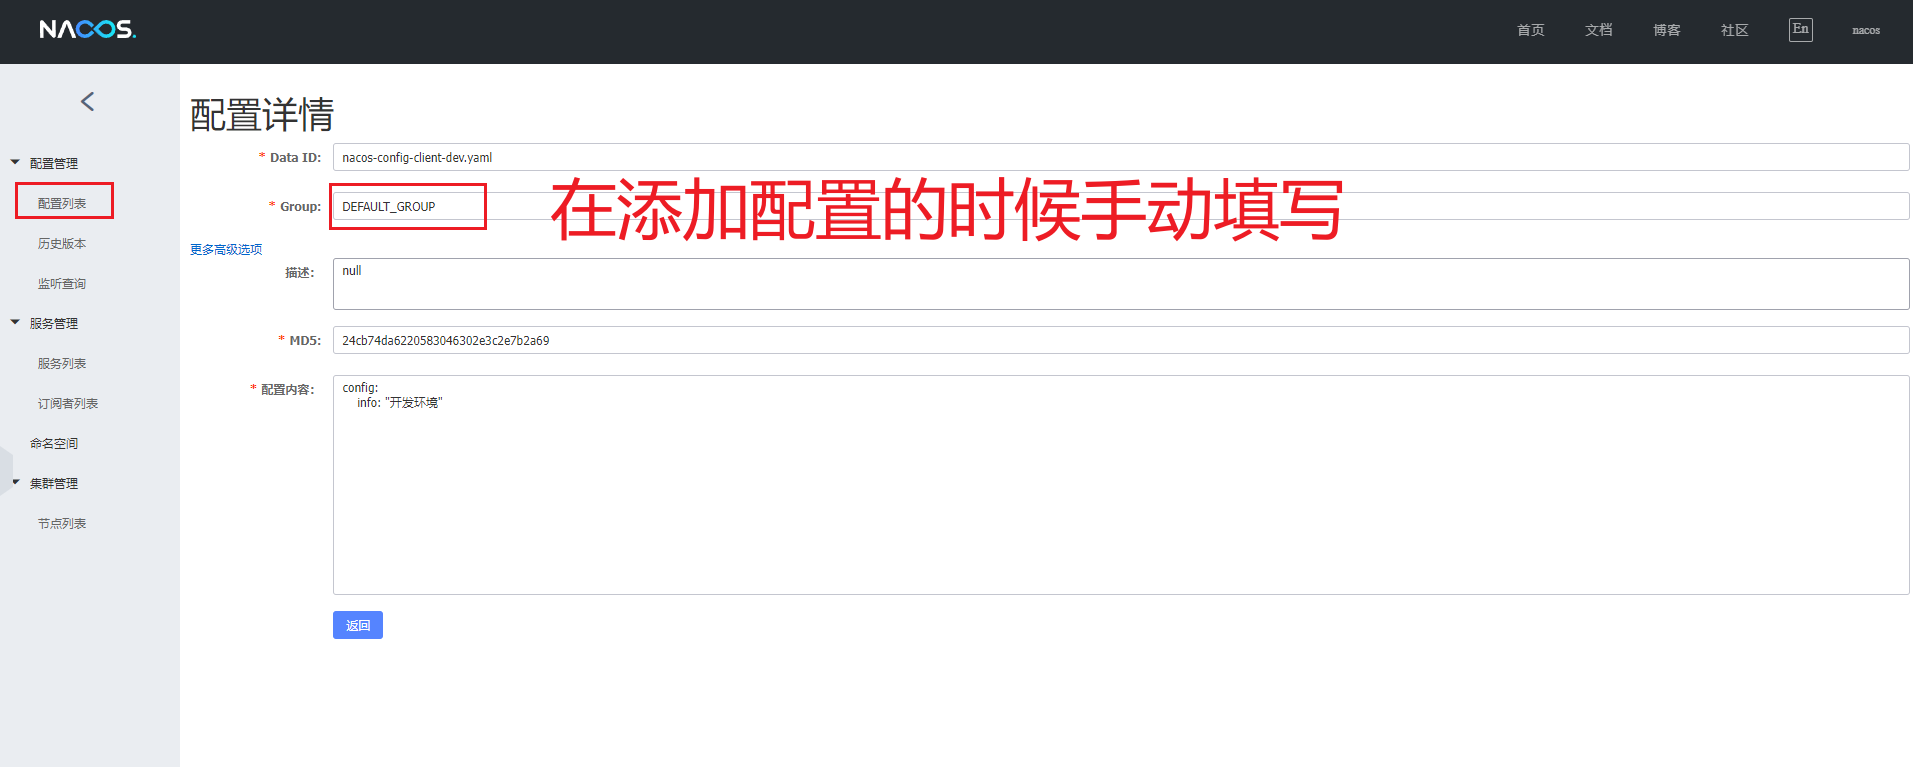 NACOS.
首页 文档 博客 社区 En nacos
配置管理
配置列表
历史版本
监听查询
服务管理
服务列表
订阅者列表
命名空间
集群管理
节点列表
配置详情
* Data ID: nacos-config-client-dev.yaml
* Group: DEFAULT_GROUP
在添加配置的时候手动填写
更多高级选项
描述: null
* MD5: 24cb74da6220583046302e3c2e7b2a69
* 配置内容: config:
info: "开发环境"
返回